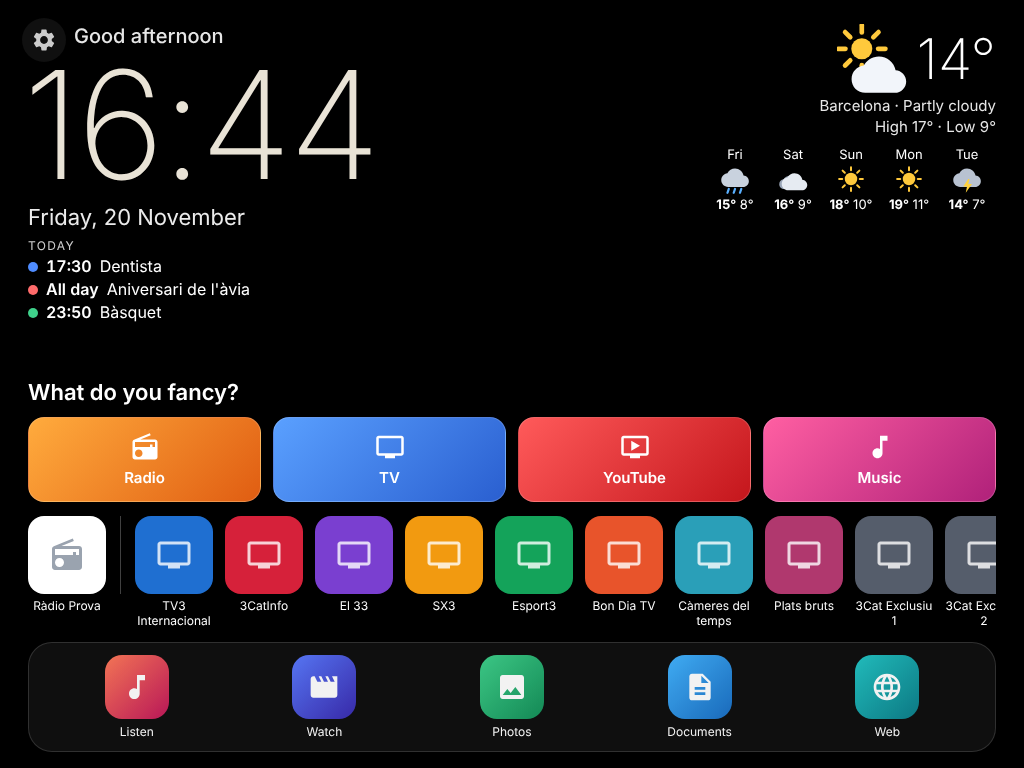 Good afternoon
16:44
Friday, 20 November
TODAY
17:30 Dentista
All day Aniversari de l'àvia
23:50 Bàsquet
14°
Barcelona · Partly cloudy
High 17° · Low 9°
Fri Sat Sun Mon Tue
15° 8° 16° 9° 18° 10° 19° 11° 14° 7°
What do you fancy?
Radio TV YouTube Music
Ràdio Prova
TV3 Internacional
3CatInfo
El 33
SX3
Esport3
Bon Dia TV
Càmeres del temps
Plats bruts
3Cat Exclusiu 1
3Cat Exc 2
Listen Watch Photos Documents Web